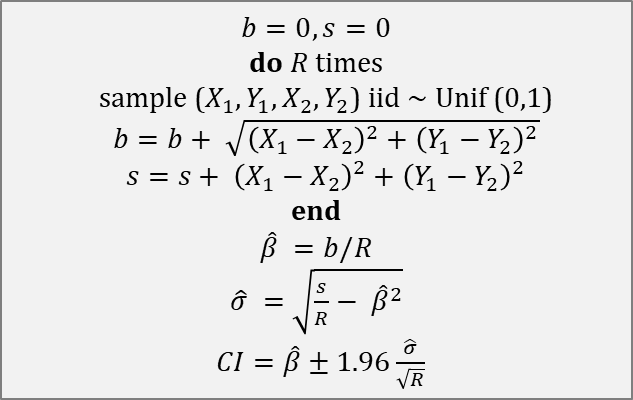 b = 0, s = 0
do R times
sample (X₁, Y₁, X₂, Y₂) iid ~ Unif (0,1)
b = b + √((X₁ − X₂)² + (Y₁ − Y₂)²)
s = s + (X₁ − X₂)² + (Y₁ − Y₂)²
end
β̂ = b/R
σ̂ = √(s/R − β̂²)
CI = β̂ ± 1.96 σ̂/√R